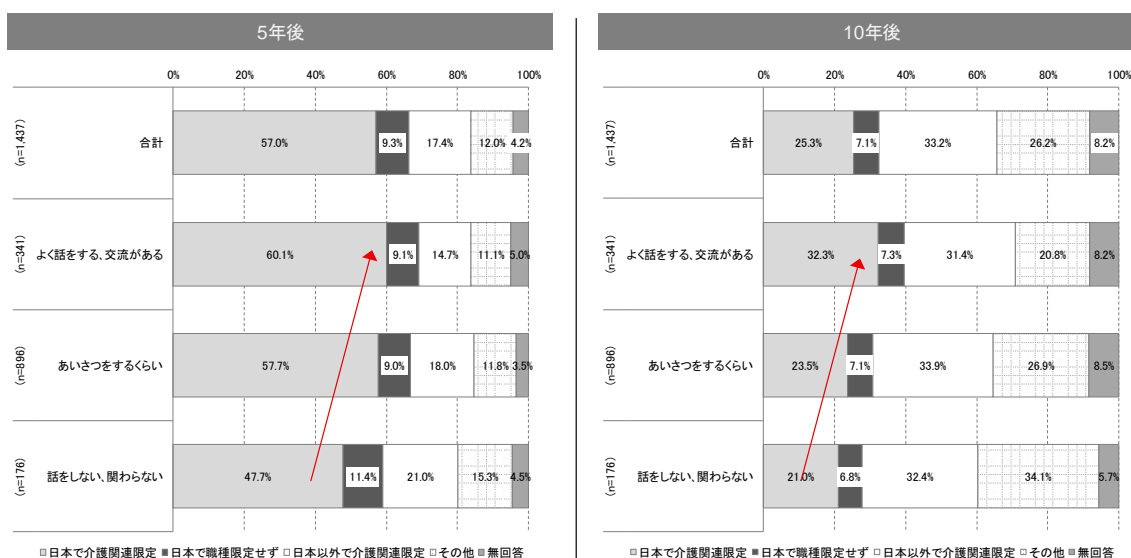 5年後
0% 20% 40% 60% 80% 100%
(n=1,437) 合計 57.0% 9.3% 17.4% 12.0% 4.2%
(n=341) よく話をする、交流がある 60.1% 9.1% 14.7% 11.1% 5.0%
(n=896) あいさつをするくらい 57.7% 9.0% 18.0% 11.8% 3.5%
(n=176) 話をしない、関わらない 47.7% 11.4% 21.0% 15.3% 4.5%
日本で介護関連限定 日本で職種限定せず 日本以外で介護関連限定 その他 無回答
10年後
0% 20% 40% 60% 80% 100%
(n=1,437) 合計 25.3% 7.1% 33.2% 26.2% 8.2%
(n=341) よく話をする、交流がある 32.3% 7.3% 31.4% 20.8% 8.2%
(n=896) あいさつをするくらい 23.5% 7.1% 33.9% 26.9% 8.5%
(n=176) 話をしない、関わらない 21.0% 6.8% 32.4% 34.1% 5.7%
日本で介護関連限定 日本で職種限定せず 日本以外で介護関連限定 その他 無回答